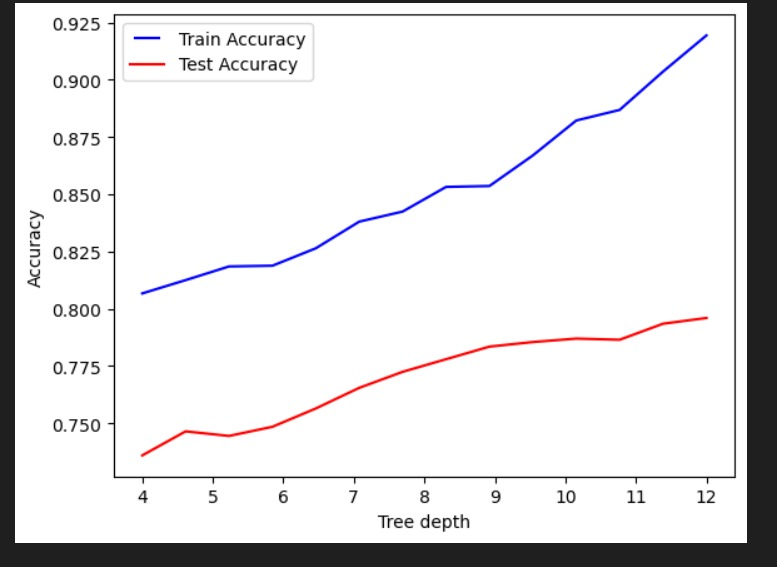 0.925
Train Accuracy
Test Accuracy
0.900
0.875
0.850
0.825
0.800
0.775
0.750
Accuracy
4 5 6 7 8 9 10 11 12
Tree depth